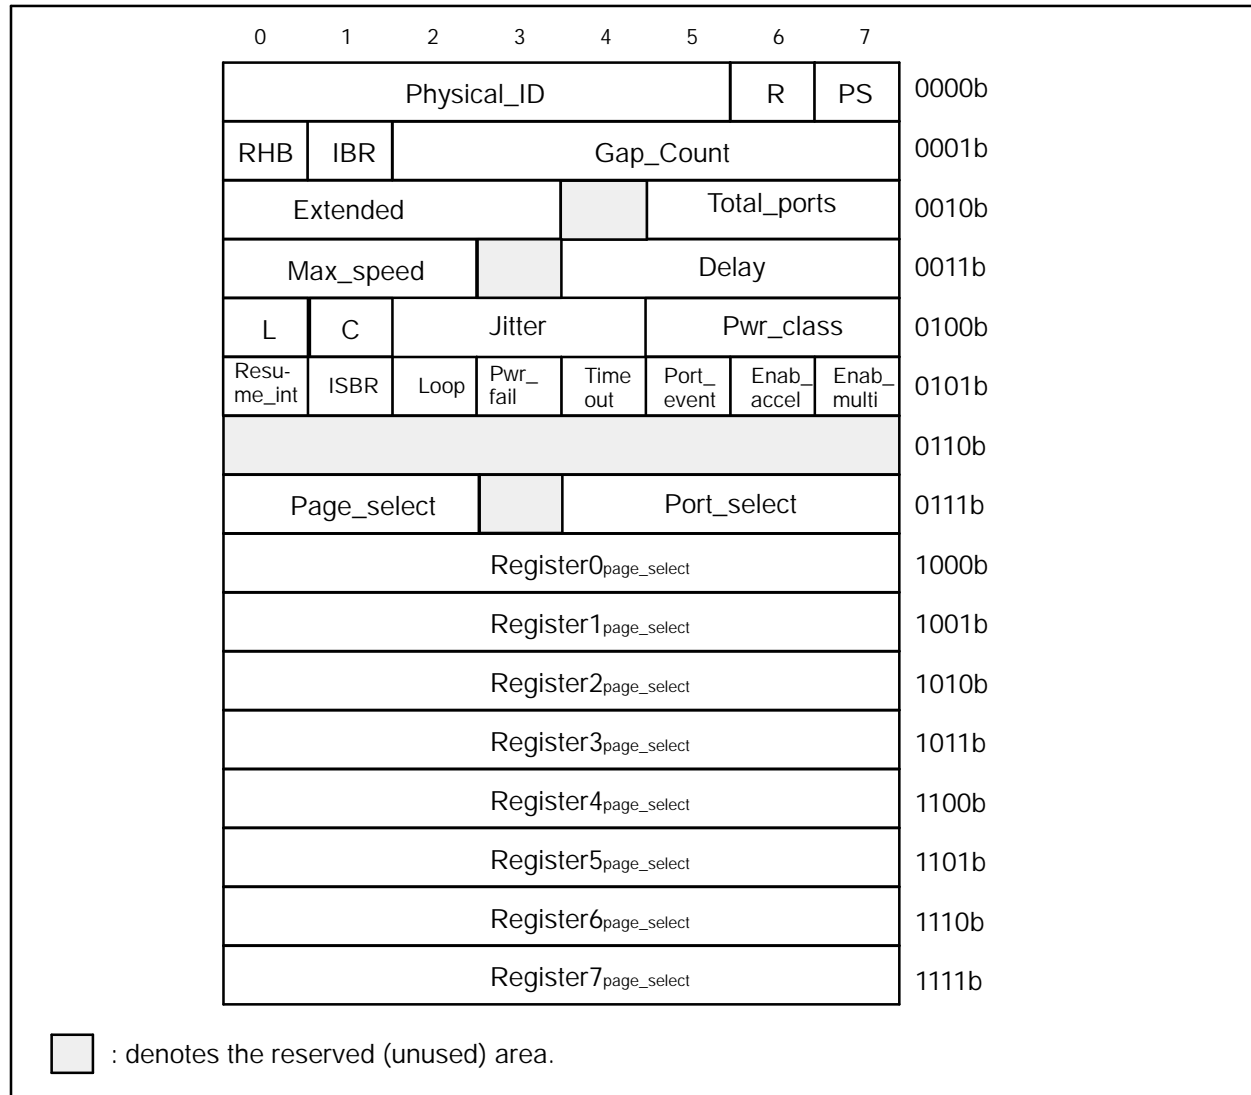 0 1 2 3 4 5 6 7
Physical_ID R PS 0000b
RHB IBR Gap_Count 0001b
Extended Total_ports 0010b
Max_speed Delay 0011b
L C Jitter Pwr_class 0100b
Resu-
me_int ISBR Loop Pwr_
fail Time
out Port_
event Enab_
accel Enab_
multi 0101b
0110b
Page_select Port_select 0111b
Register0page_select 1000b
Register1page_select 1001b
Register2page_select 1010b
Register3page_select 1011b
Register4page_select 1100b
Register5page_select 1101b
Register6page_select 1110b
Register7page_select 1111b
: denotes the reserved (unused) area.